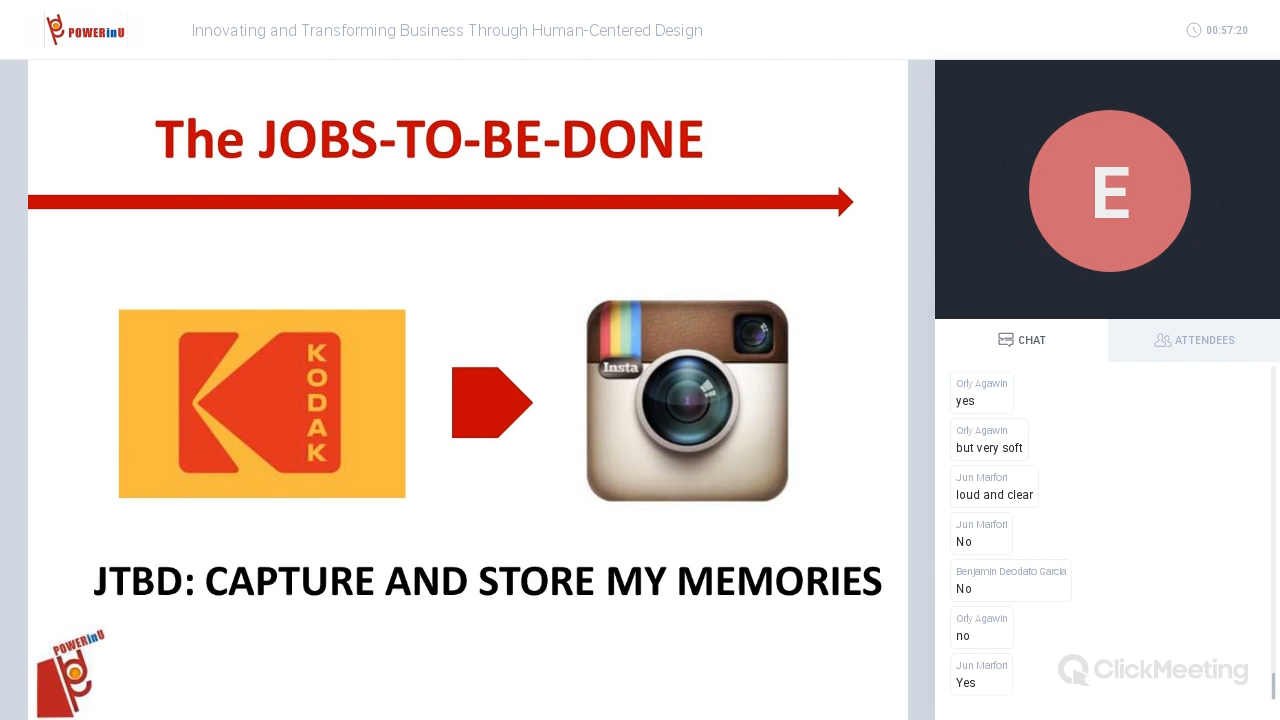 POWERinU
Innovating and Transforming Business Through Human-Centered Design
00:57:20
The JOBS-TO-BE-DONE
KODAK
Insta
JTBD: CAPTURE AND STORE MY MEMORIES
POWERinU
E
CHAT
ATTENDEES
Orly Agawin
yes
Orly Agawin
but very soft
Jun Marfori
loud and clear
Jun Marfori
No
Benjamin Deodato Garcia
No
Orly Agawin
no
Jun Marfori
Yes
ClickMeeting